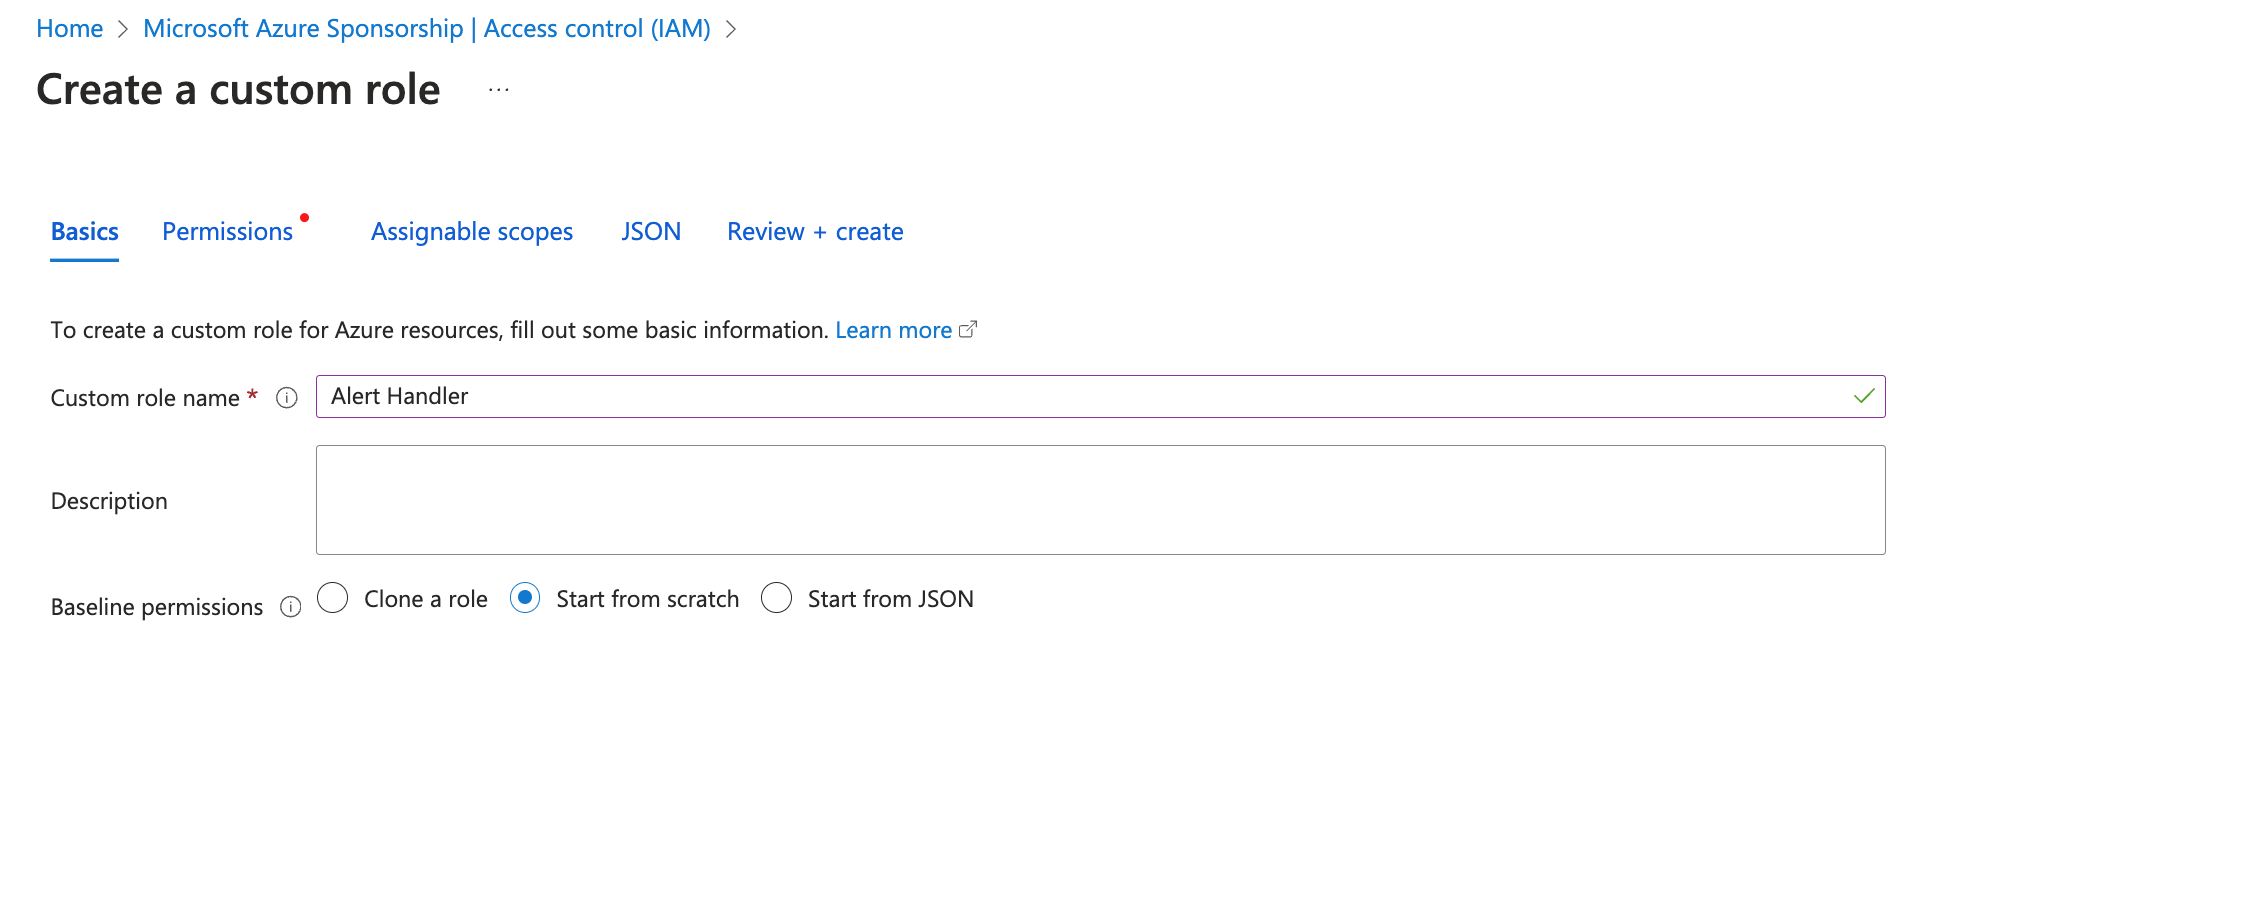 Home > Microsoft Azure Sponsorship | Access control (IAM) >
Create a custom role ...
Basics Permissions Assignable scopes JSON Review + create
To create a custom role for Azure resources, fill out some basic information. Learn more
Custom role name * Alert Handler
Description
Baseline permissions Clone a role Start from scratch Start from JSON